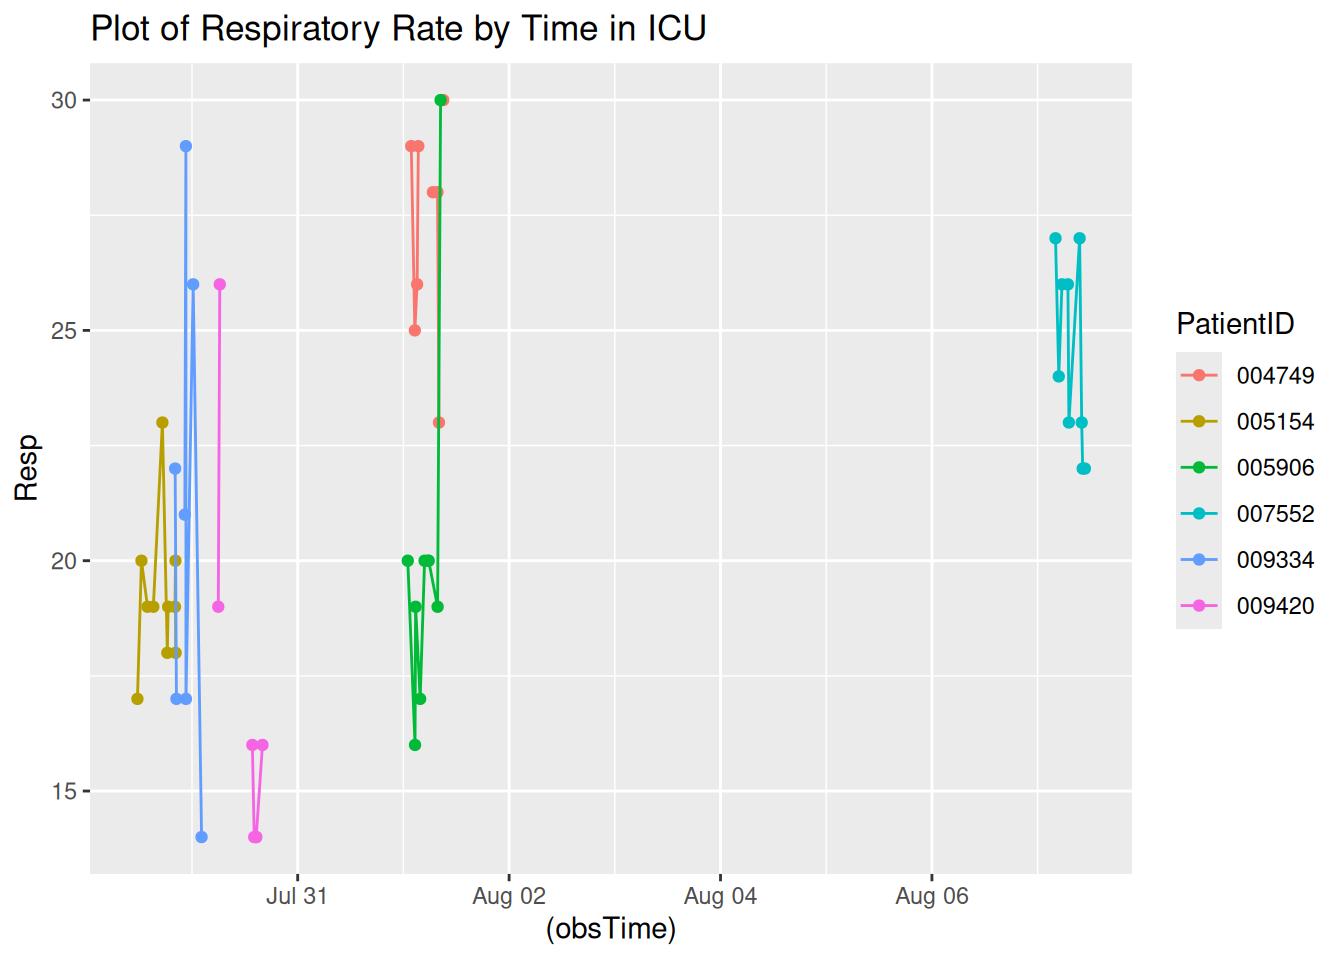 Plot of Respiratory Rate by Time in ICU
30
25
20
15
Resp
Jul 31
Aug 02
Aug 04
Aug 06
(obsTime)
PatientID
004749
005154
005906
007552
009334
009420